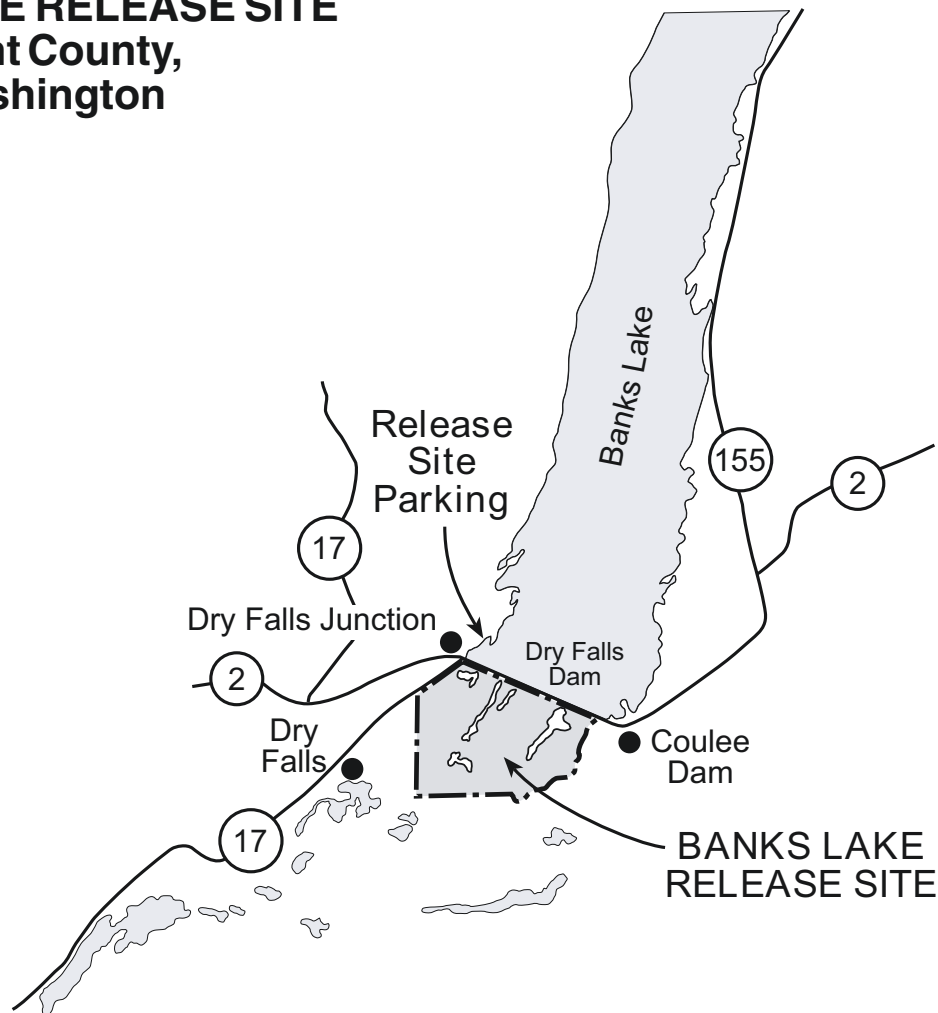 E RELEASE SITE
nt County,
shington
Banks Lake
Release
Site
Parking
155
2
17
Dry Falls Junction
Dry Falls
Dam
2
Dry
Falls
Coulee
Dam
17
BANKS LAKE
RELEASE SITE